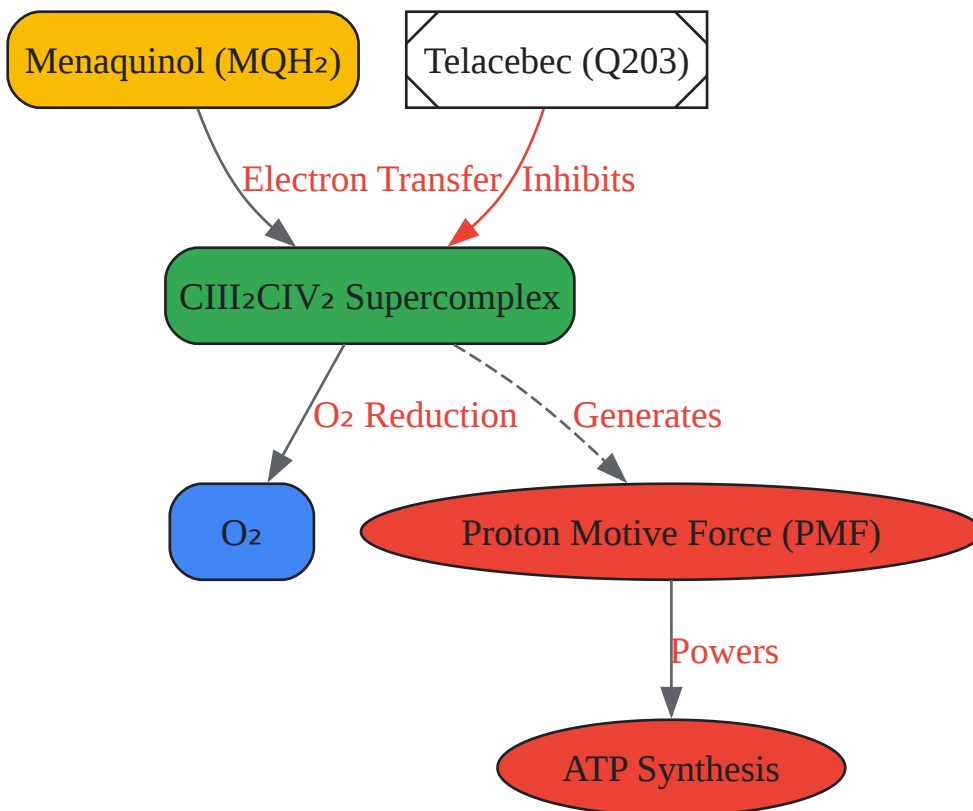 Menaquinol (MQH₂)
Telacebec (Q203)
Electron Transfer
Inhibits
CIII₂CIV₂ Supercomplex
O₂ Reduction
Generates
O₂
Proton Motive Force (PMF)
Powers
ATP Synthesis